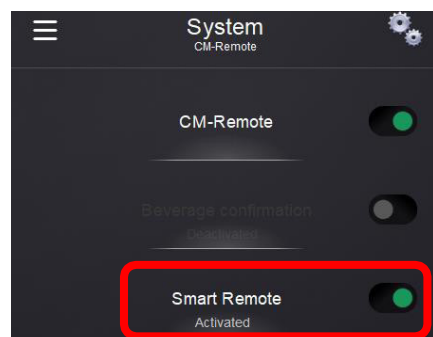 System
CM-Remote
CM-Remote
Beverage confirmation
Deactivated
Smart Remote
Activated